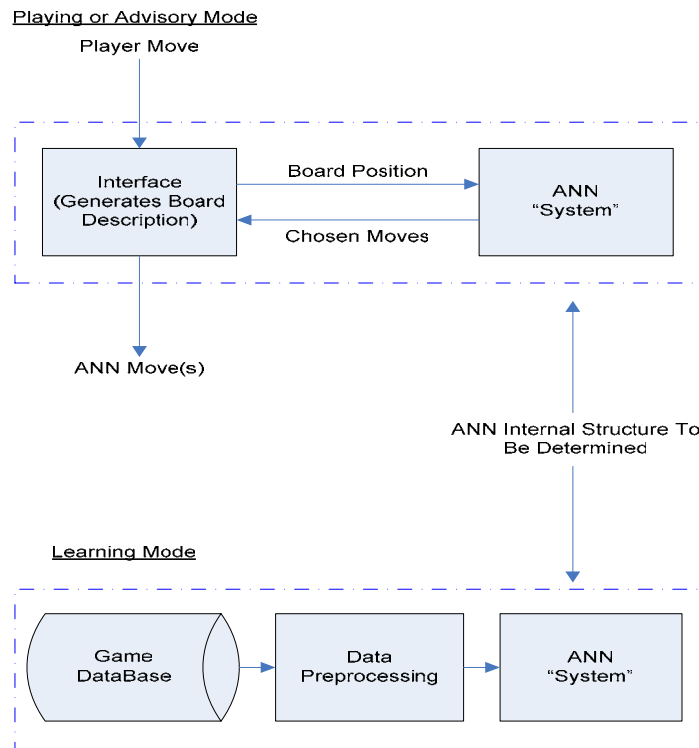 Playing or Advisory Mode
Player Move
Interface
(Generates Board
Description)
Board Position
Chosen Moves
ANN
“System”
ANN Move(s)
ANN Internal Structure To
Be Determined
Learning Mode
Game
DataBase
Data
Preprocessing
ANN
“System”